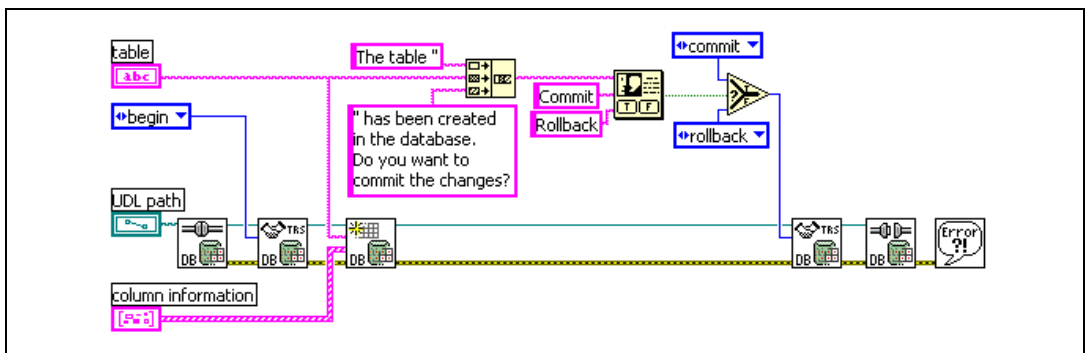 table
abc
The table "
commit
begin
" has been created
in the database.
Do you want to
commit the changes?
Commit
Rollback
T F
?
T
F
rollback
UDL path
DB
TRS
DB
DB
TRS
DB
DB
Error
?!
column information